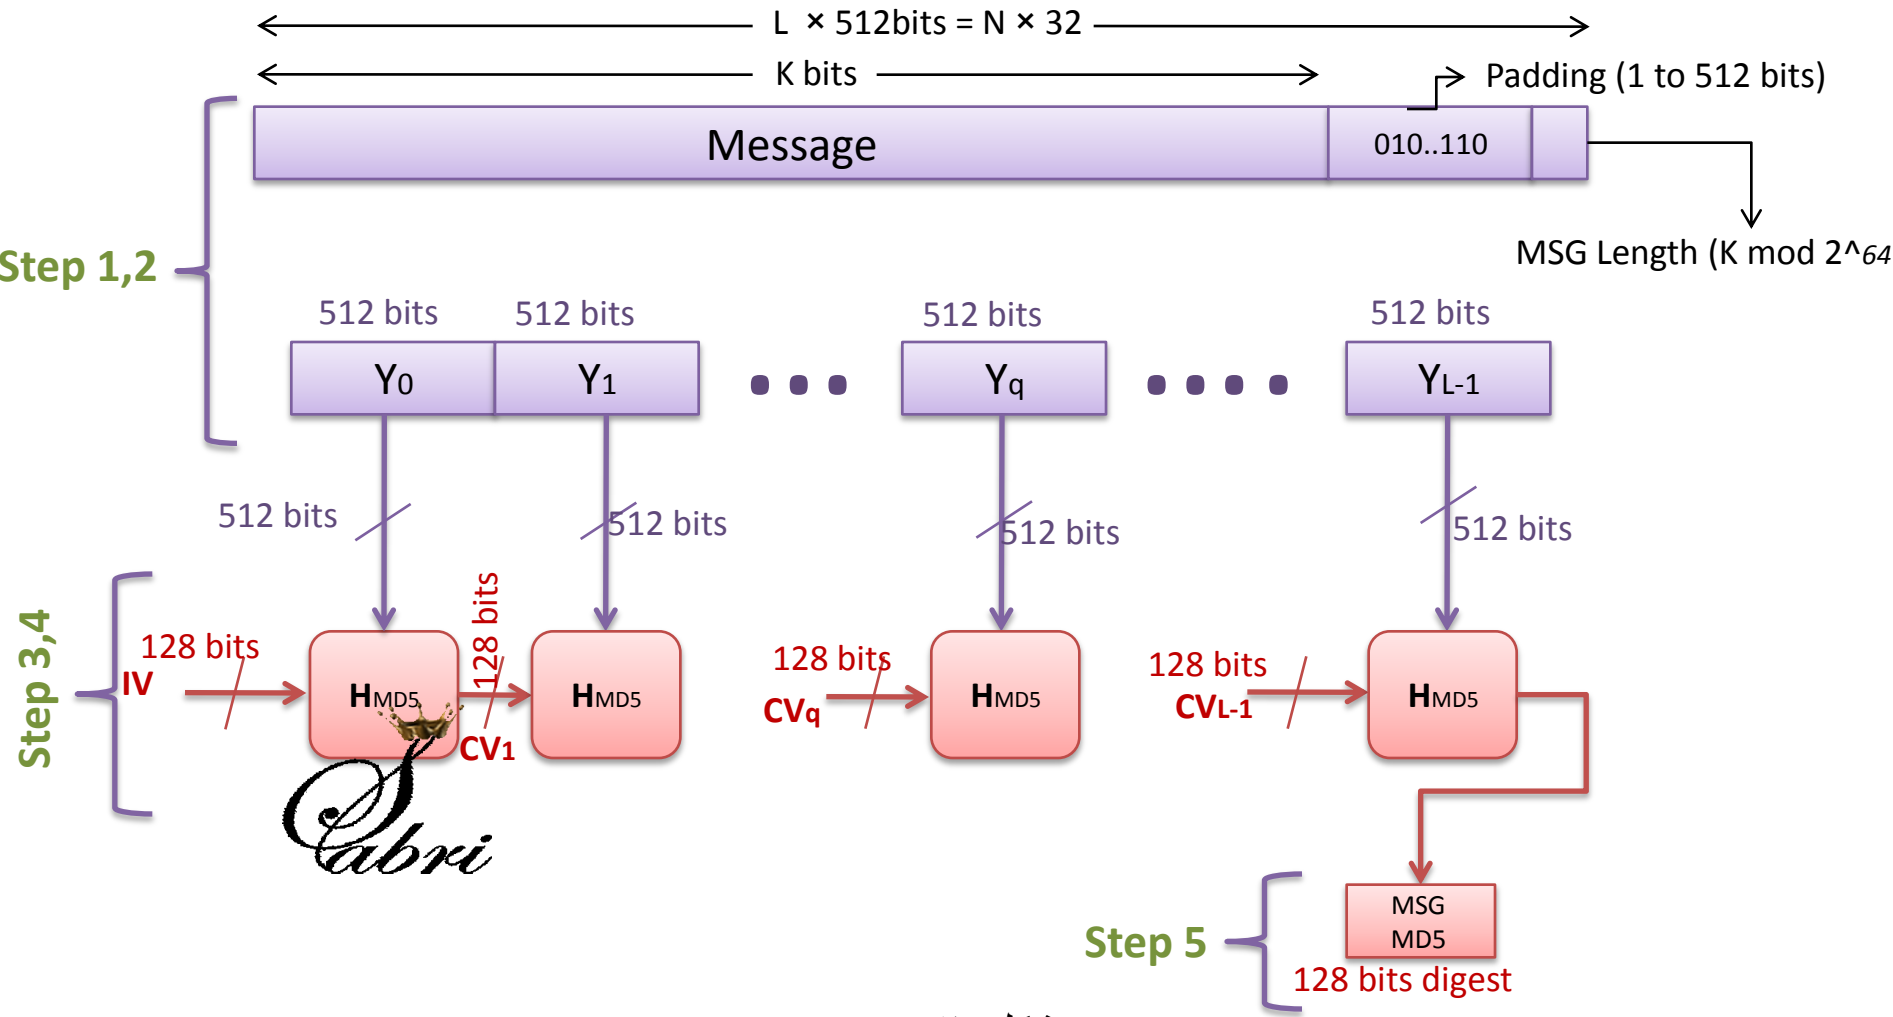 L × 512bits = N × 32
K bits
Padding (1 to 512 bits)
Message
010..110
MSG Length (K mod 2^64
Step 1,2
512 bits
512 bits
512 bits
512 bits
Y0
Y1
Yq
YL-1
512 bits
512 bits
512 bits
512 bits
Step 3,4
128 bits
IV
HMD5
128 bits
CV1
HMD5
128 bits
CVq
HMD5
128 bits
CVL-1
HMD5
Sabri
Step 5
MSG
MD5
128 bits digest